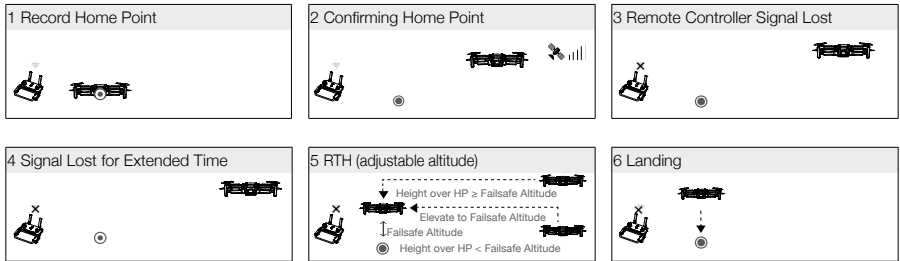 1 Record Home Point
2 Confirming Home Point
3 Remote Controller Signal Lost
4 Signal Lost for Extended Time
5 RTH (adjustable altitude)
Height over HP ≥ Failsafe Altitude
Elevate to Failsafe Altitude
Failsafe Altitude
Height over HP < Failsafe Altitude
6 Landing